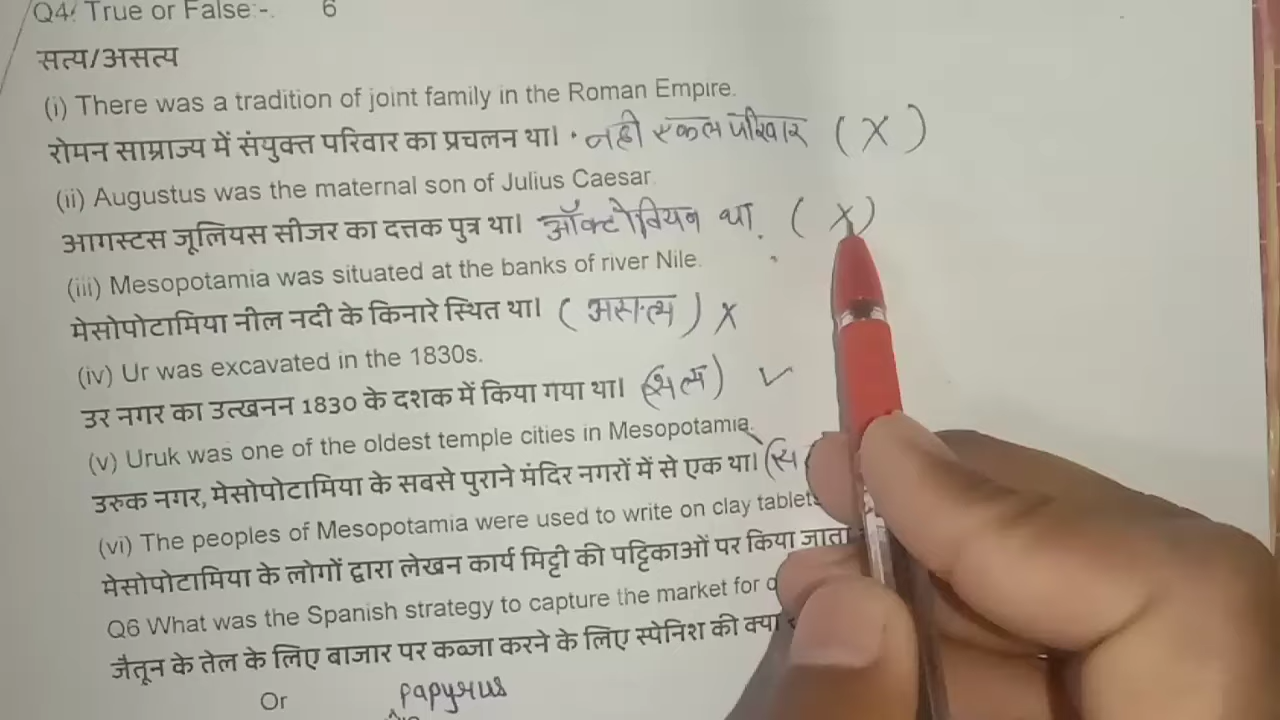 Q4. True or False:-. 6
सत्य/असत्य
(i) There was a tradition of joint family in the Roman Empire.
रोमन साम्राज्य में संयुक्त परिवार का प्रचलन था। नही एकल परिवार (X)
(ii) Augustus was the maternal son of Julius Caesar.
आगस्टस जूलियस सीजर का दत्तक पुत्र था। ऑक्टोवियन था. (X)
(iii) Mesopotamia was situated at the banks of river Nile.
मेसोपोटामिया नील नदी के किनारे स्थित था। (असत्य) X
(iv) Ur was excavated in the 1830s.
उर नगर का उत्खनन 1830 के दशक में किया गया था। (सत्य) ✓
(v) Uruk was one of the oldest temple cities in Mesopotamia.
उरुक नगर, मेसोपोटामिया के सबसे पुराने मंदिर नगरों में से एक था। (स
(vi) The peoples of Mesopotamia were used to write on clay tablets
मेसोपोटामिया के लोगों द्वारा लेखन कार्य मिट्टी की पट्टिकाओं पर किया जाता
Q6 What was the Spanish strategy to capture the market for
जैतून के तेल के लिए बाजार पर कब्जा करने के लिए स्पेनिश की क्या
Or papyrus